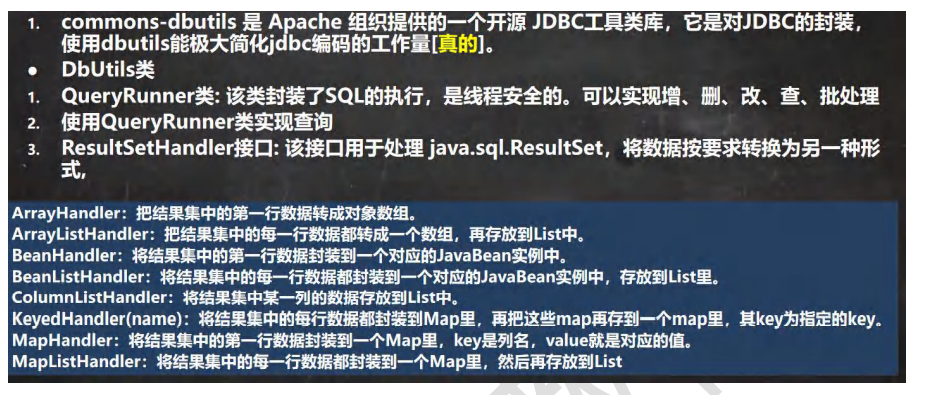 1. commons-dbutils 是 Apache 组织提供的一个开源 JDBC工具类库，它是对JDBC的封装，
使用dbutils能极大简化jdbc编码的工作量[真的]。
● DbUtils类
1. QueryRunner类: 该类封装了SQL的执行，是线程安全的。可以实现增、删、改、查、批处理
2. 使用QueryRunner类实现查询
3. ResultSetHandler接口: 该接口用于处理 java.sql.ResultSet，将数据按要求转换为另一种形
式,
ArrayHandler：把结果集中的第一行数据转成对象数组。
ArrayListHandler：把结果集中的每一行数据都转成一个数组，再存放到List中。
BeanHandler：将结果集中的第一行数据封装到一个对应的JavaBean实例中。
BeanListHandler：将结果集中的每一行数据都封装到一个对应的JavaBean实例中，存放到List里。
ColumnListHandler：将结果集中某一列的数据存放到List中。
KeyedHandler(name)：将结果集中的每行数据都封装到Map里，再把这些map再存到一个map里，其key为指定的key。
MapHandler：将结果集中的第一行数据封装到一个Map里，key是列名，value就是对应的值。
MapListHandler：将结果集中的每一行数据都封装到一个Map里，然后再存放到List